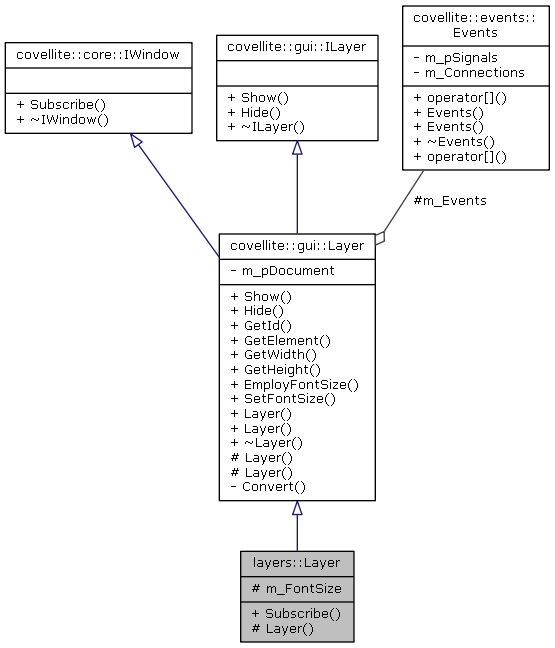 covellite::core::IWindow
+ Subscribe()
+ ~IWindow()
covellite::gui::ILayer
+ Show()
+ Hide()
+ ~ILayer()
covellite::events::
Events
- m_pSignals
- m_Connections
+ operator[]()
+ Events()
+ Events()
+ ~Events()
+ operator[]()
#m_Events
covellite::gui::Layer
- m_pDocument
+ Show()
+ Hide()
+ GetId()
+ GetElement()
+ GetWidth()
+ GetHeight()
+ EmployFontSize()
+ SetFontSize()
+ Layer()
+ Layer()
+ ~Layer()
# Layer()
# Layer()
- Convert()
layers::Layer
# m_FontSize
+ Subscribe()
# Layer()